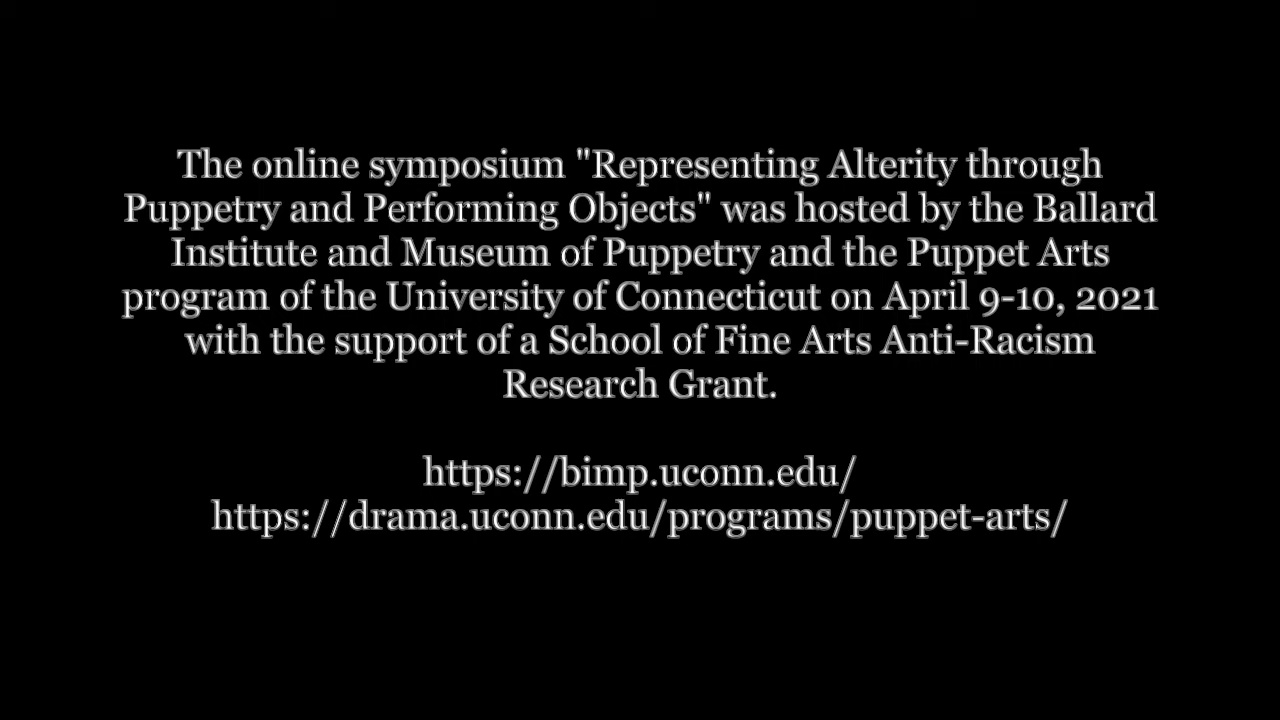 The online symposium "Representing Alterity through
Puppetry and Performing Objects" was hosted by the Ballard
Institute and Museum of Puppetry and the Puppet Arts
program of the University of Connecticut on April 9-10, 2021
with the support of a School of Fine Arts Anti-Racism
Research Grant.
https://bimp.uconn.edu/
https://drama.uconn.edu/programs/puppet-arts/